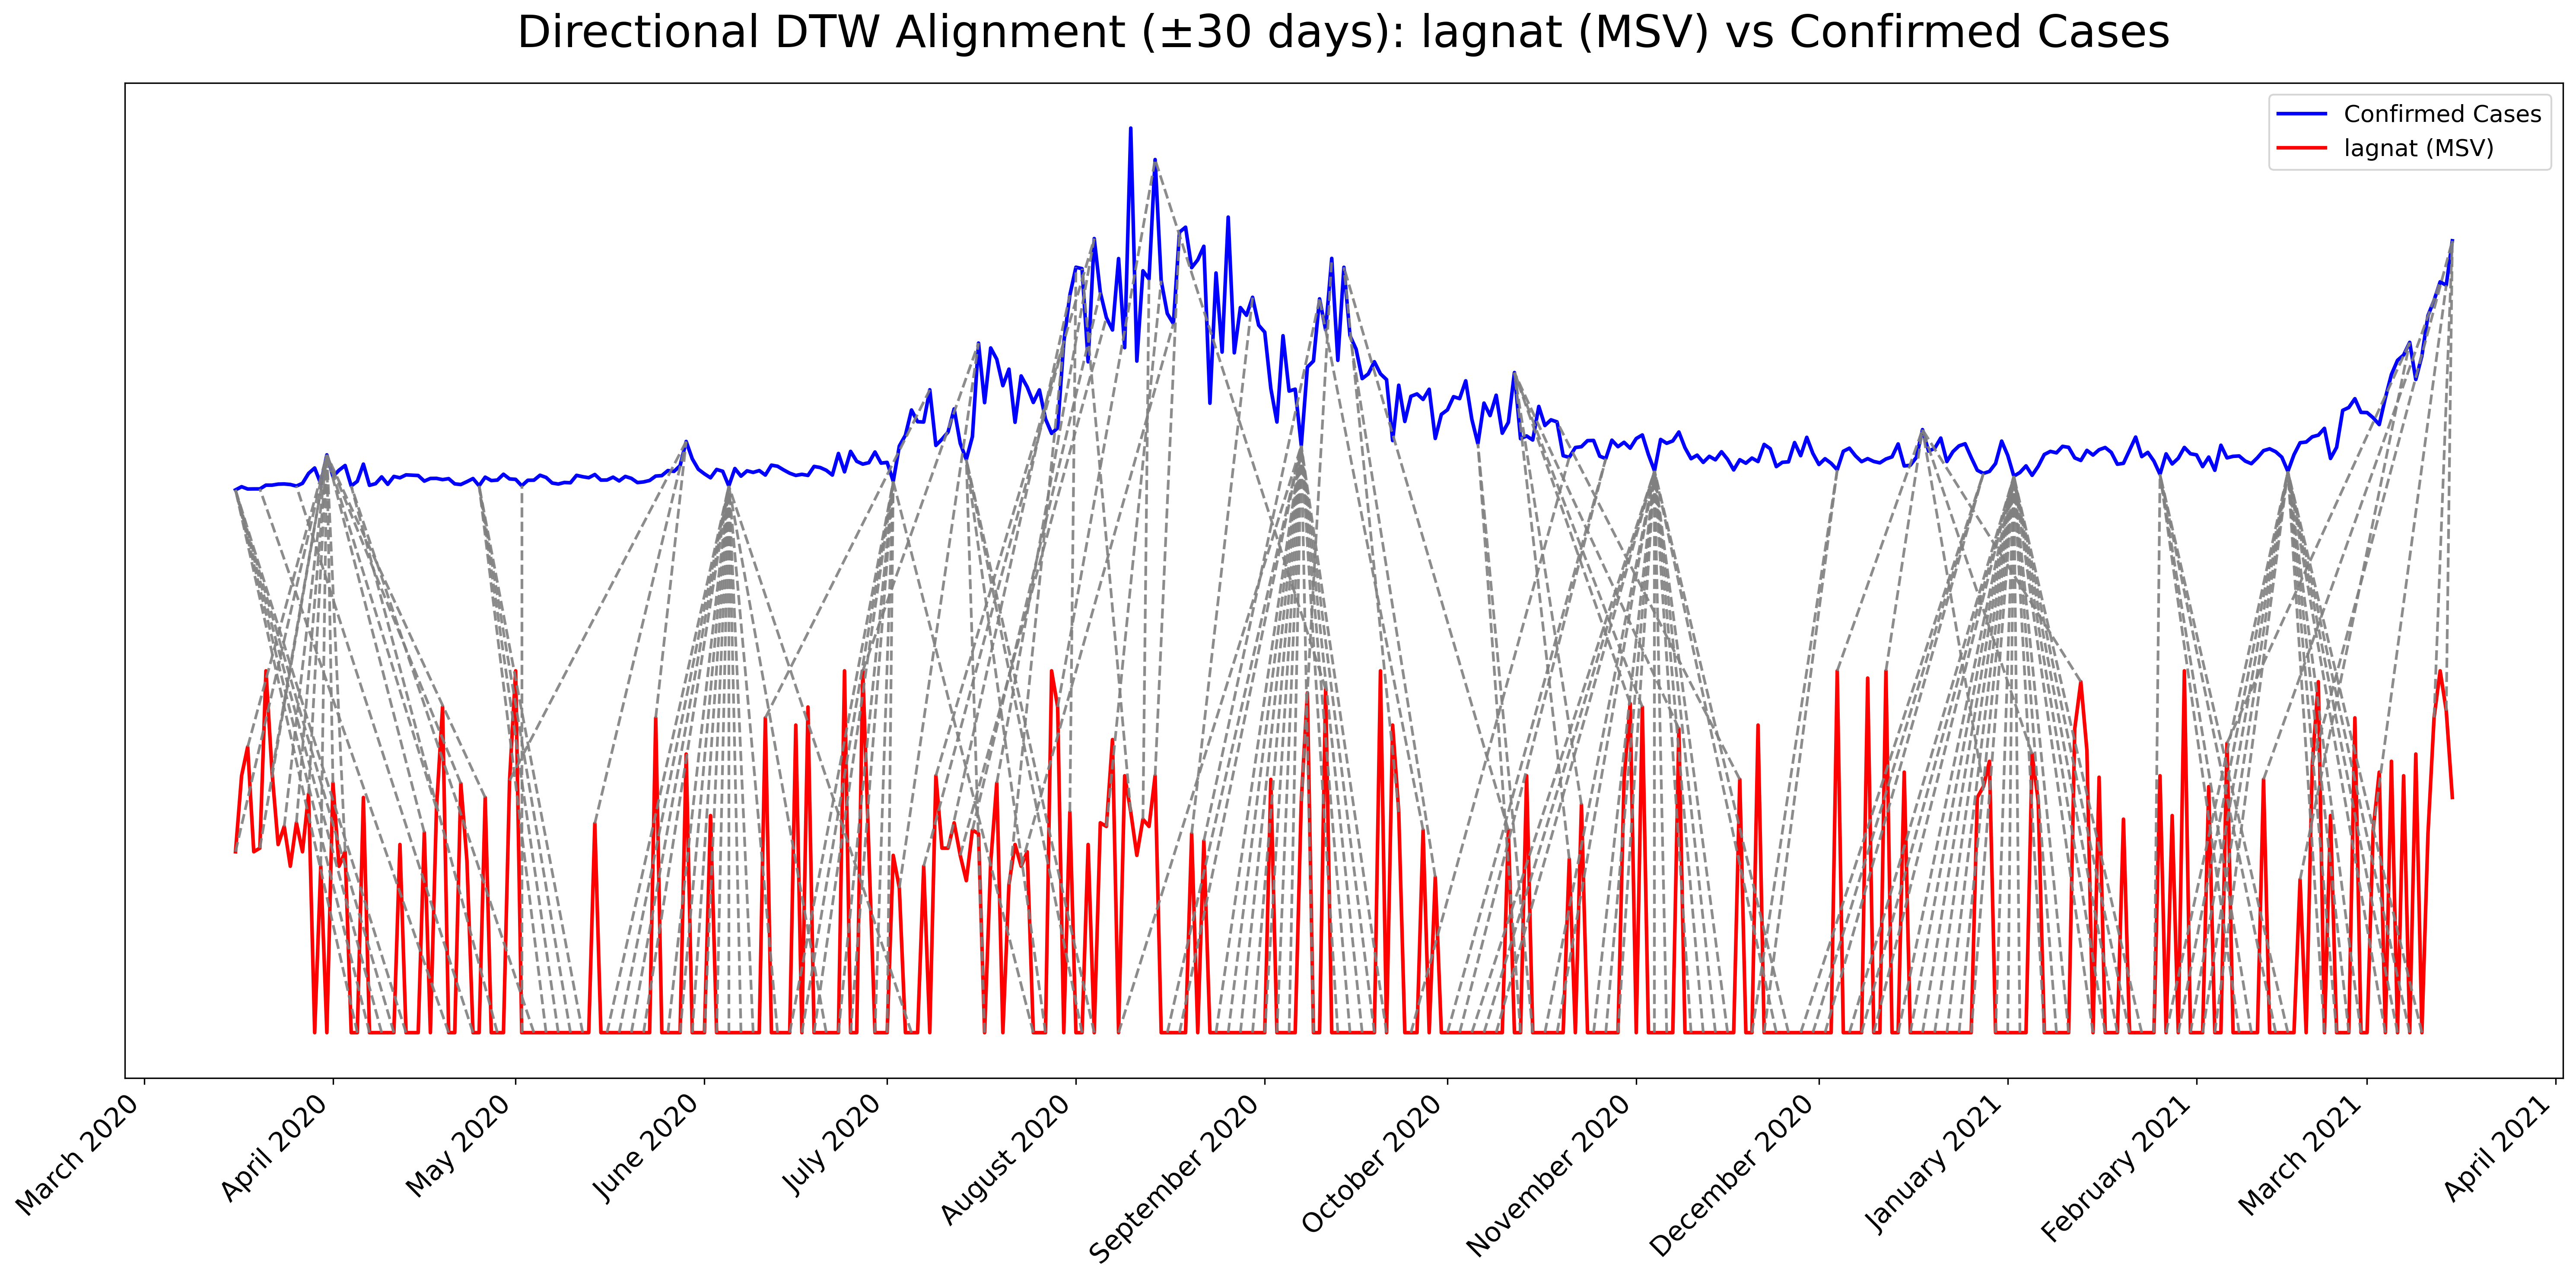 Directional DTW Alignment (±30 days): lagnat (MSV) vs Confirmed Cases
Confirmed Cases
lagnat (MSV)
March 2020
April 2020
May 2020
June 2020
July 2020
August 2020
September 2020
October 2020
November 2020
December 2020
January 2021
February 2021
March 2021
April 2021